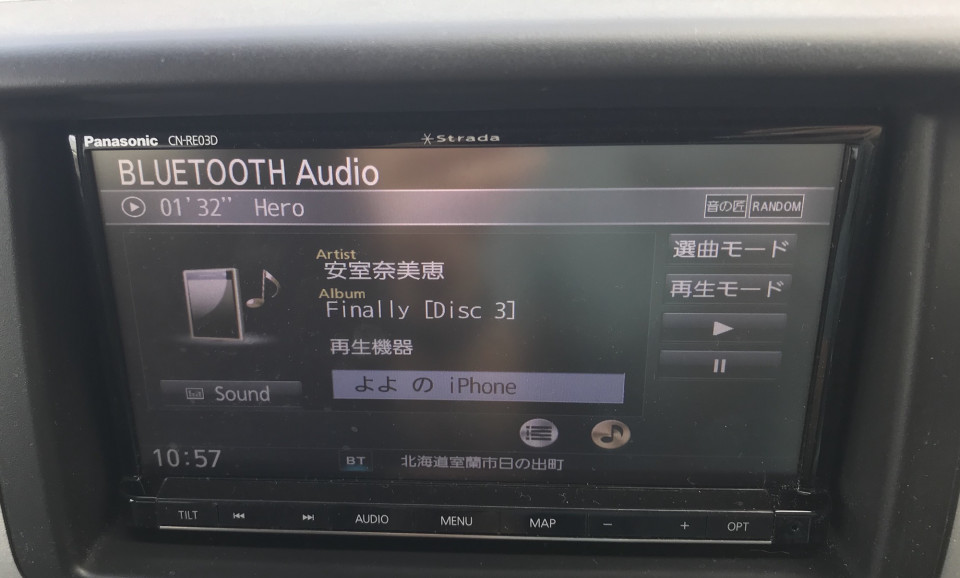 Panasonic CN-RE03D Strada
BLUETOOTH Audio
01'32" Hero 音の匠 RANDOM
Artist
安室奈美恵
Album
Finally [Disc 3]
再生機器
よよ の iPhone
選曲モード
再生モード
Sound
10:57 BT 北海道室蘭市日の出町
TILT AUDIO MENU MAP − + OPT